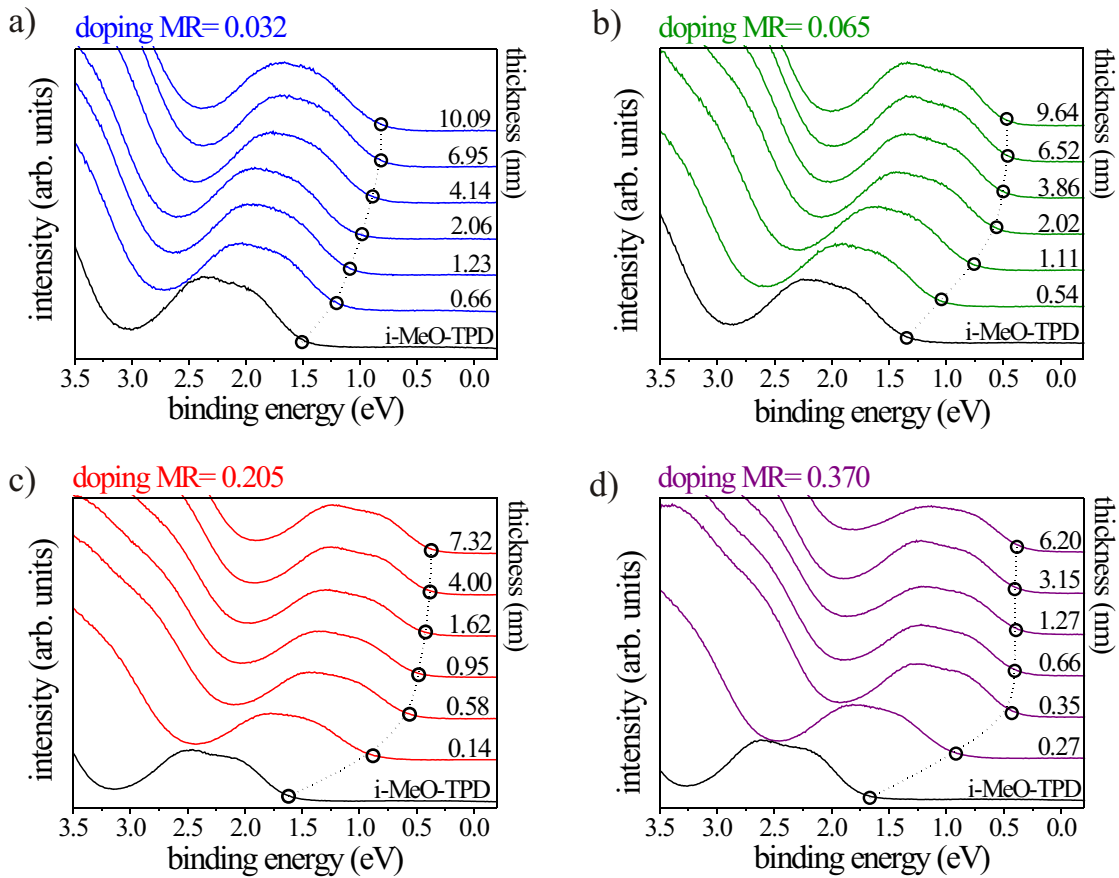 a)
doping MR= 0.032
intensity (arb. units)
thickness (nm)
10.09
6.95
4.14
2.06
1.23
0.66
i-MeO-TPD
3.5 3.0 2.5 2.0 1.5 1.0 0.5 0.0
binding energy (eV)
b)
doping MR= 0.065
intensity (arb. units)
thickness (nm)
9.64
6.52
3.86
2.02
1.11
0.54
i-MeO-TPD
3.5 3.0 2.5 2.0 1.5 1.0 0.5 0.0
binding energy (eV)
c)
doping MR= 0.205
intensity (arb. units)
thickness (nm)
7.32
4.00
1.62
0.95
0.58
0.14
i-MeO-TPD
3.5 3.0 2.5 2.0 1.5 1.0 0.5 0.0
binding energy (eV)
d)
doping MR= 0.370
intensity (arb. units)
thickness (nm)
6.20
3.15
1.27
0.66
0.35
0.27
i-MeO-TPD
3.5 3.0 2.5 2.0 1.5 1.0 0.5 0.0
binding energy (eV)